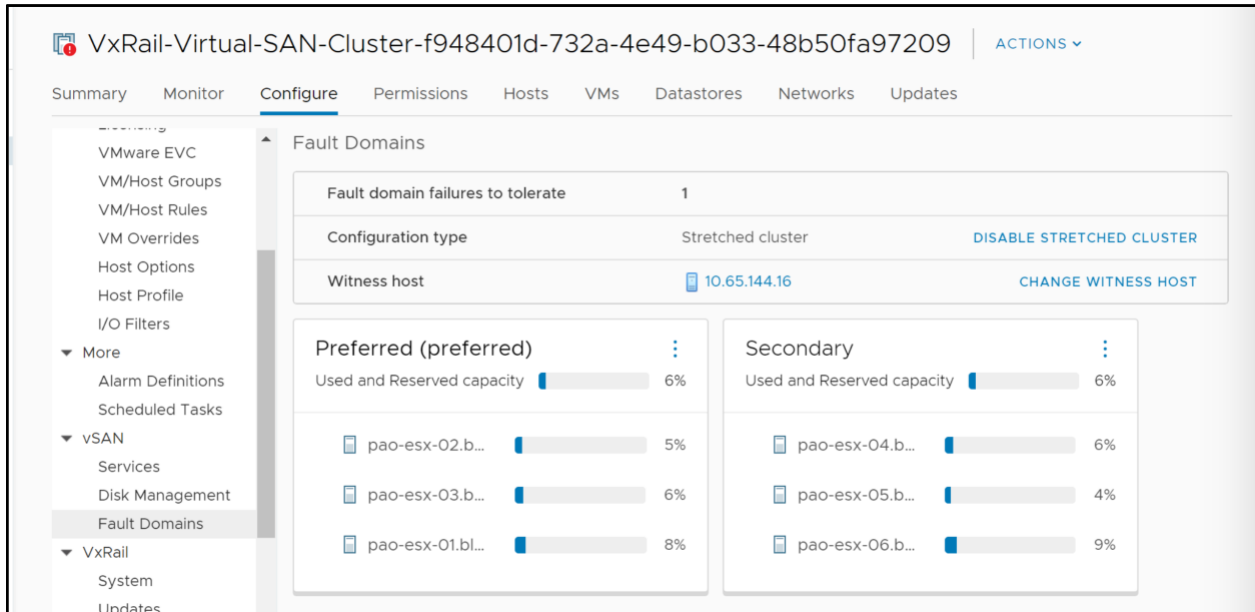 VxRail-Virtual-SAN-Cluster-f948401d-732a-4e49-b033-48b50fa97209 ACTIONS
Summary Monitor Configure Permissions Hosts VMs Datastores Networks Updates
VMware EVC
VM/Host Groups
VM/Host Rules
VM Overrides
Host Options
Host Profile
I/O Filters
More
Alarm Definitions
Scheduled Tasks
vSAN
Services
Disk Management
Fault Domains
VxRail
System
Updates
Fault Domains
Fault domain failures to tolerate 1
Configuration type Stretched cluster DISABLE STRETCHED CLUSTER
Witness host 10.65.144.16 CHANGE WITNESS HOST
Preferred (preferred)
Used and Reserved capacity 6%
pao-esx-02.b... 5%
pao-esx-03.b... 6%
pao-esx-01.bl... 8%
Secondary
Used and Reserved capacity 6%
pao-esx-04.b... 6%
pao-esx-05.b... 4%
pao-esx-06.b... 9%